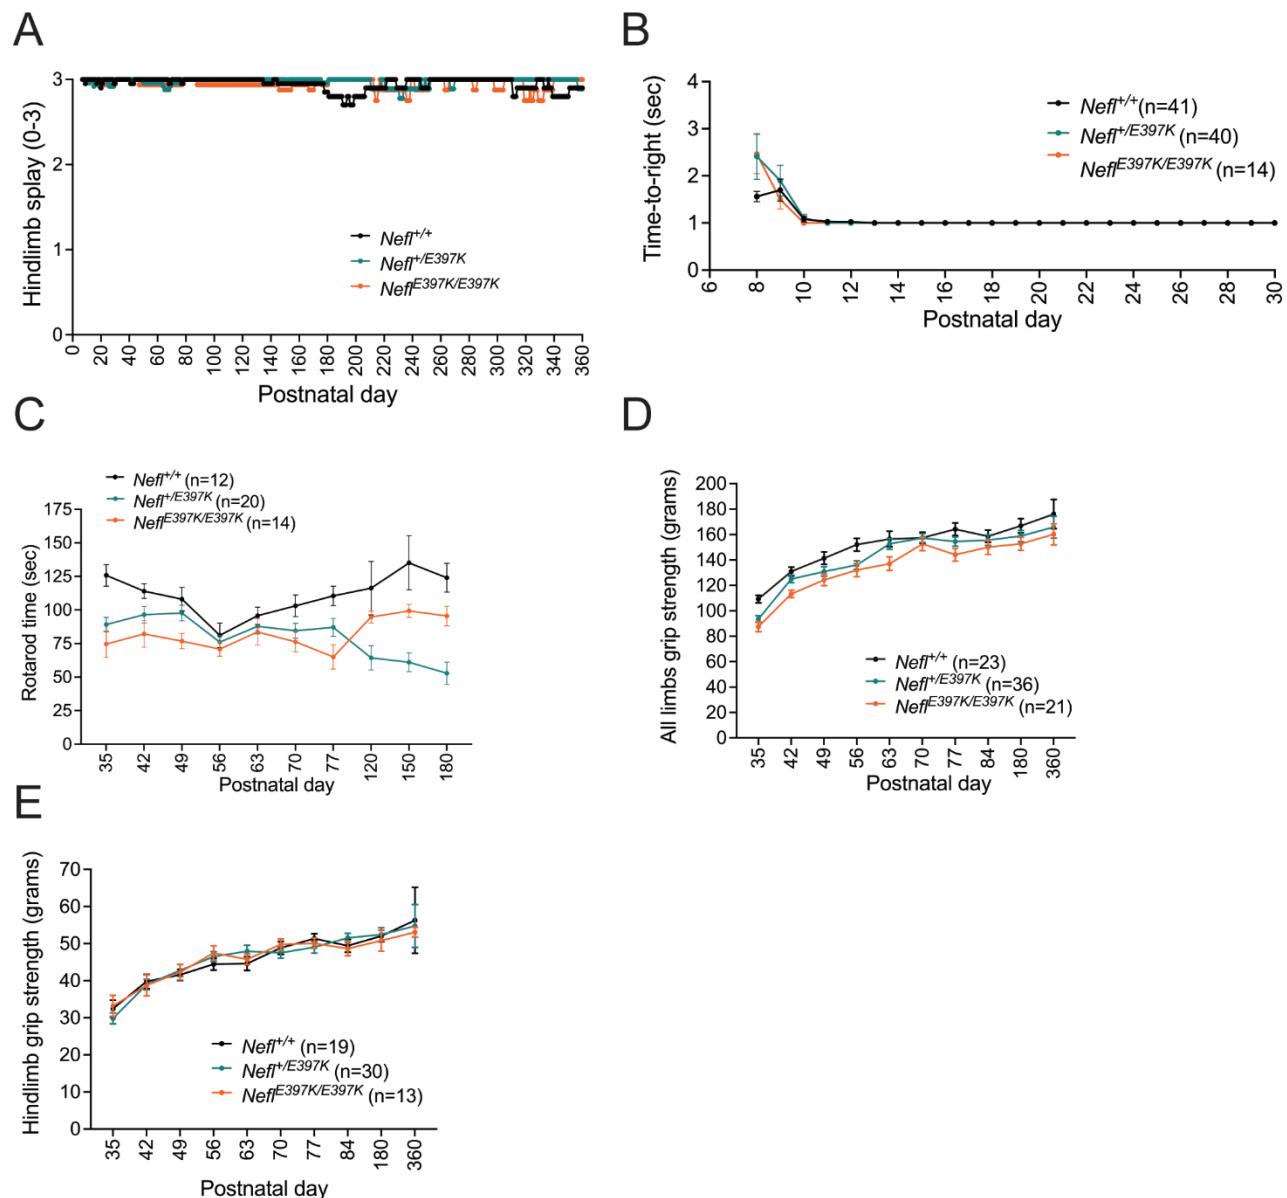 A
Hindlimb splay (0-3)
3
2
1
0
Nefl+/+
Nefl+/E397K
NeflE397K/E397K
0 20 40 60 80 100 120 140 160 180 200 220 240 260 280 300 320 340 360
Postnatal day
B
Time-to-right (sec)
4
3
2
1
0
Nefl+/+ (n=41)
Nefl+/E397K (n=40)
NeflE397K/E397K (n=14)
6 8 10 12 14 16 18 20 22 24 26 28 30
Postnatal day
C
Nefl+/+ (n=12)
Nefl+/E397K (n=20)
NeflE397K/E397K (n=14)
Rotarod time (sec)
175
150
125
100
75
50
25
0
35 42 49 56 63 70 77 120 150 180
Postnatal day
D
All limbs grip strength (grams)
200
180
160
140
120
100
80
60
40
20
0
Nefl+/+ (n=23)
Nefl+/E397K (n=36)
NeflE397K/E397K (n=21)
35 42 49 56 63 70 77 84 180 360
Postnatal day
E
Hindlimb grip strength (grams)
70
60
50
40
30
20
10
0
Nefl+/+ (n=19)
Nefl+/E397K (n=30)
NeflE397K/E397K (n=13)
35 42 49 56 63 70 77 84 180 360
Postnatal day